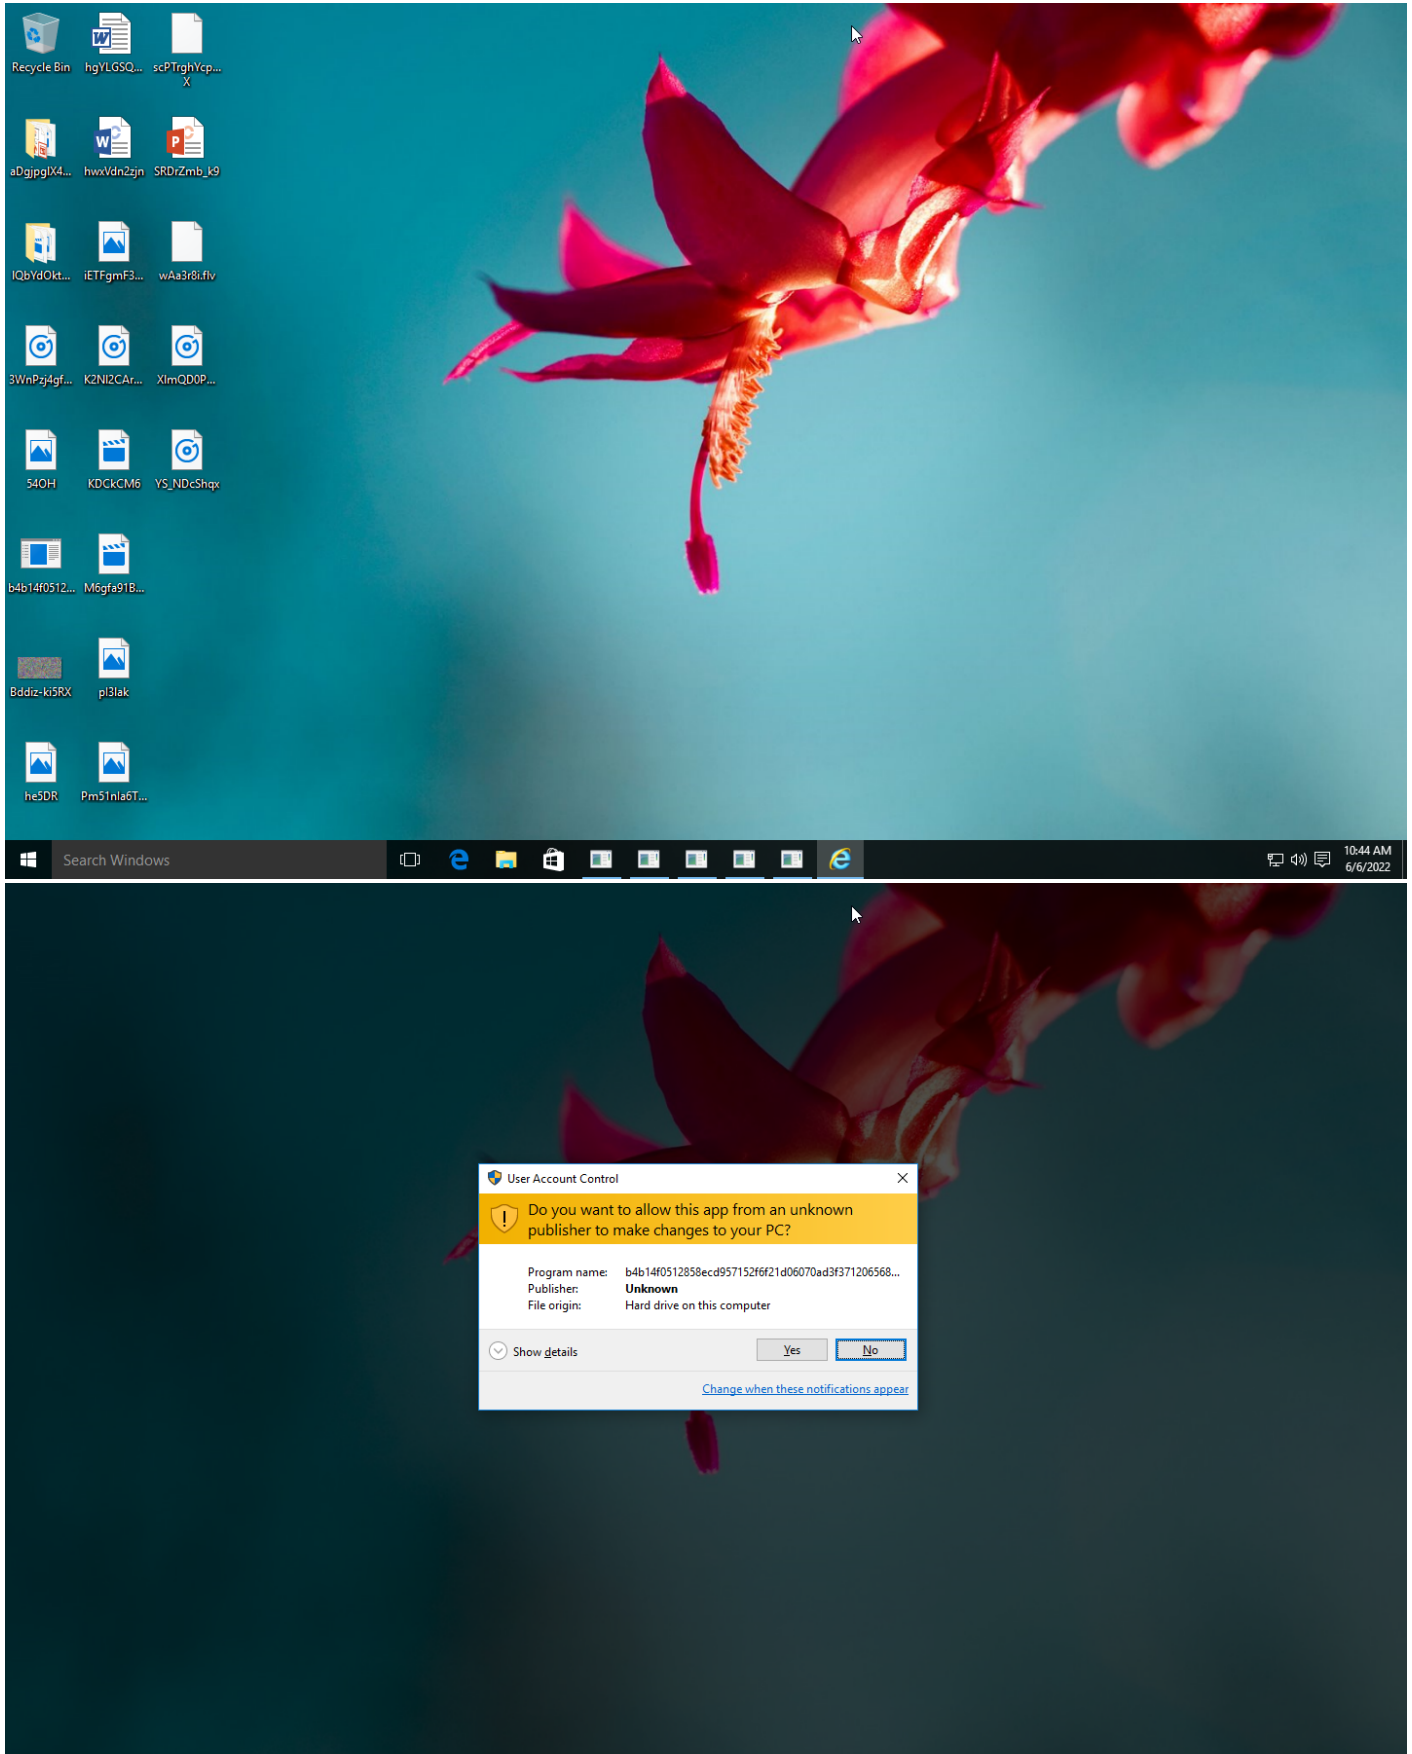 Recycle Bin
hgYLGSQ...
scPTrghYcp...
X
aDgjpgIX4...
hwxVdn2zjn
SRDrZmb_k9
IQbYdOkt...
iETFgmF3...
wAa3r8i.flv
3WnPzj4gf...
K2NI2CAr...
XImQD0P...
54OH
KDCkCM6
YS_NDcShqx
b4b14f0512...
M6gfa91B...
Bddiz-ki5RX
pl3lak
he5DR
Pm51nla6T...
Search Windows
10:44 AM
6/6/2022
User Account Control
Do you want to allow this app from an unknown
publisher to make changes to your PC?
Program name: b4b14f0512858ecd957152f6f21d06070ad3f371206568...
Publisher: Unknown
File origin: Hard drive on this computer
Show details
Yes
No
Change when these notifications appear